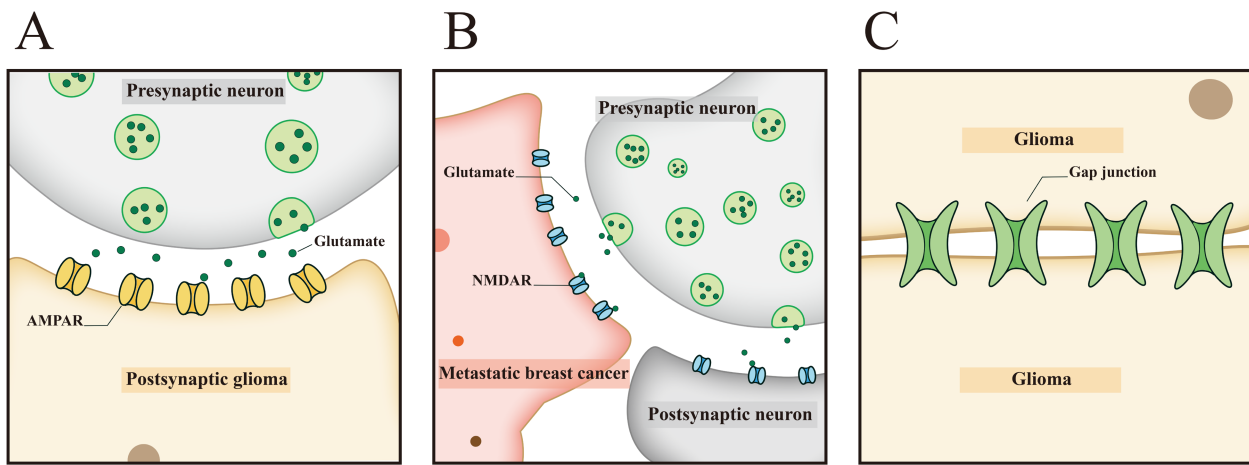 A
Presynaptic neuron
Glutamate
AMPAR
Postsynaptic glioma
B
Presynaptic neuron
Glutamate
NMDAR
Metastatic breast cancer
Postsynaptic neuron
C
Glioma
Gap junction
Glioma